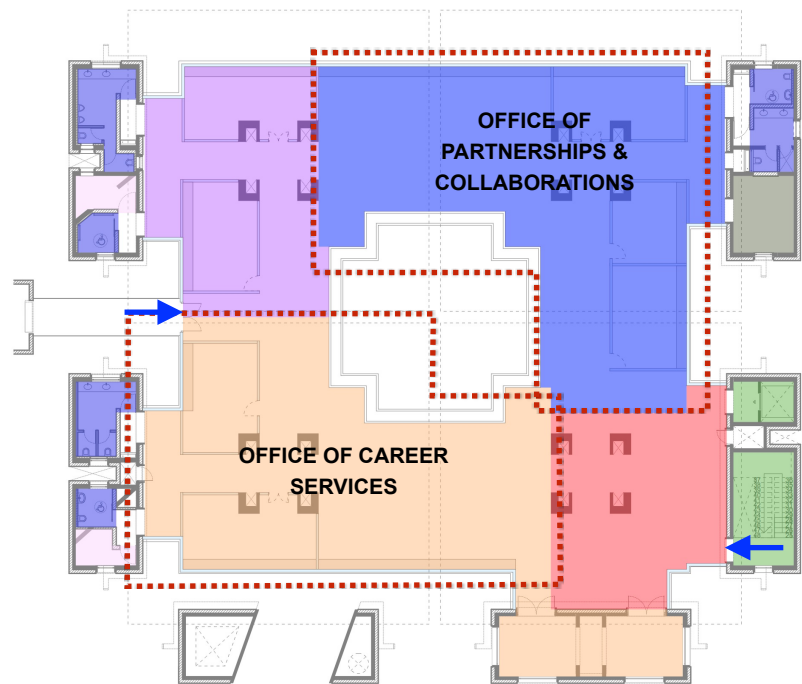 OFFICE OF
PARTNERSHIPS &
COLLABORATIONS
OFFICE OF CAREER
SERVICES